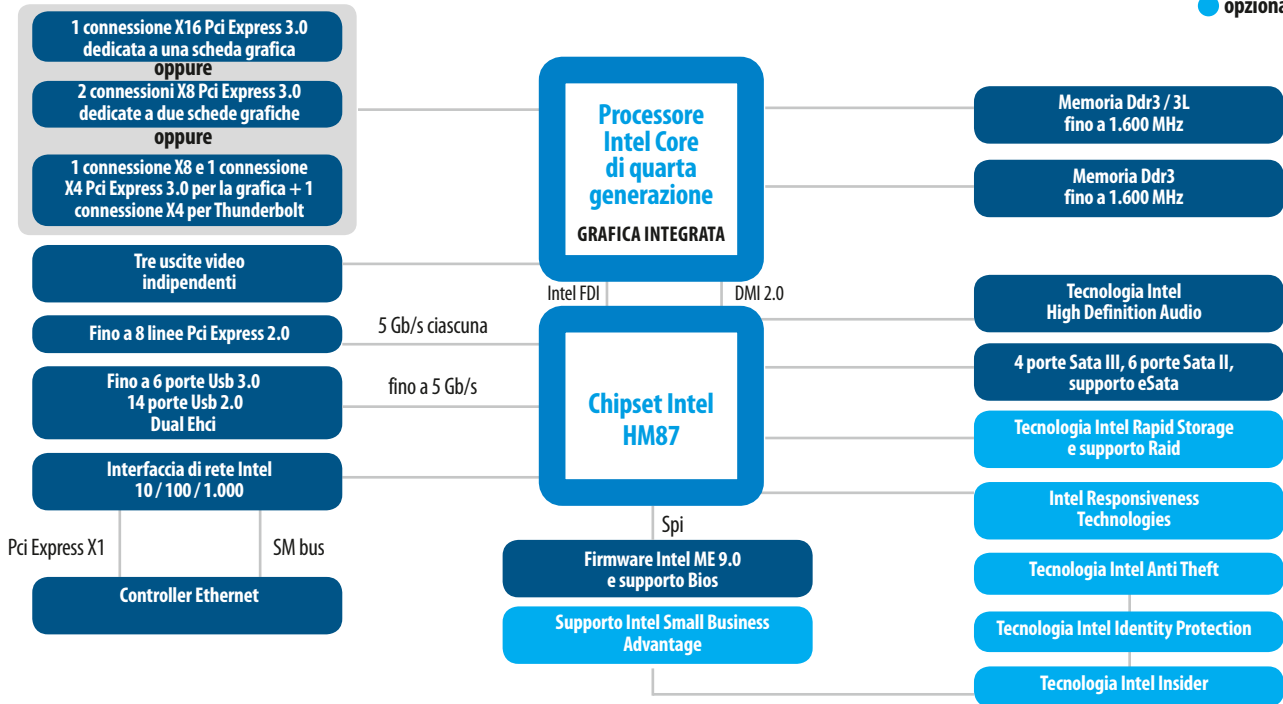 opziona
1 connessione X16 Pci Express 3.0
dedicata a una scheda grafica
oppure
2 connessioni X8 Pci Express 3.0
dedicate a due schede grafiche
oppure
1 connessione X8 e 1 connessione
X4 Pci Express 3.0 per la grafica + 1
connessione X4 per Thunderbolt
Tre uscite video
indipendenti
Fino a 8 linee Pci Express 2.0
5 Gb/s ciascuna
Fino a 6 porte Usb 3.0
14 porte Usb 2.0
Dual Ehci
fino a 5 Gb/s
Interfaccia di rete Intel
10 / 100 / 1.000
Pci Express X1
SM bus
Controller Ethernet
Processore
Intel Core
di quarta
generazione
GRAFICA INTEGRATA
Intel FDI
DMI 2.0
Chipset Intel
HM87
Spi
Firmware Intel ME 9.0
e supporto Bios
Supporto Intel Small Business
Advantage
Memoria Ddr3 / 3L
fino a 1.600 MHz
Memoria Ddr3
fino a 1.600 MHz
Tecnologia Intel
High Definition Audio
4 porte Sata III, 6 porte Sata II,
supporto eSata
Tecnologia Intel Rapid Storage
e supporto Raid
Intel Responsiveness
Technologies
Tecnologia Intel Anti Theft
Tecnologia Intel Identity Protection
Tecnologia Intel Insider